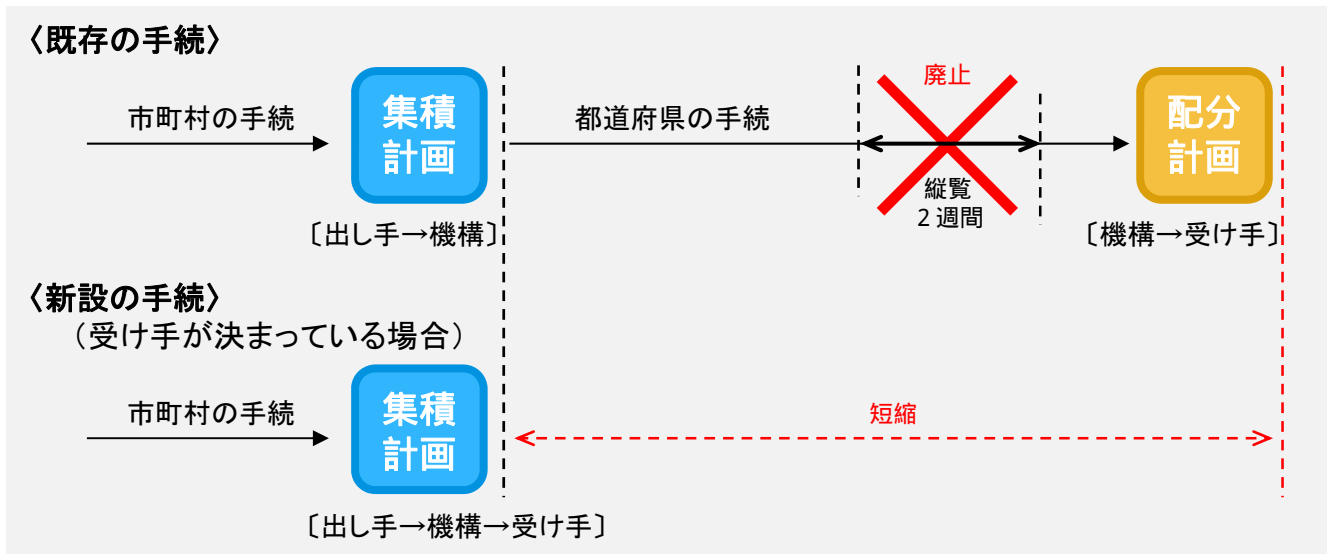 〈既存の手続〉
廃止
市町村の手続
集積
計画
都道府県の手続
配分
計画
縦覧
2週間
〔出し手→機構〕
〔機構→受け手〕
〈新設の手続〉
（受け手が決まっている場合）
市町村の手続
集積
計画
短縮
〔出し手→機構→受け手〕